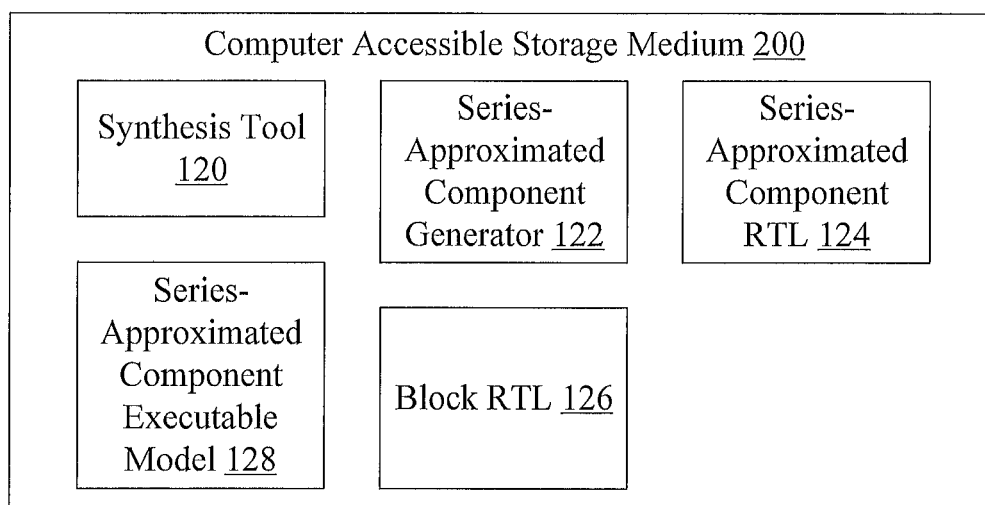 Computer Accessible Storage Medium 200
Synthesis Tool
120
Series-
Approximated
Component
Generator 122
Series-
Approximated
Component
RTL 124
Series-
Approximated
Component
Executable
Model 128
Block RTL 126